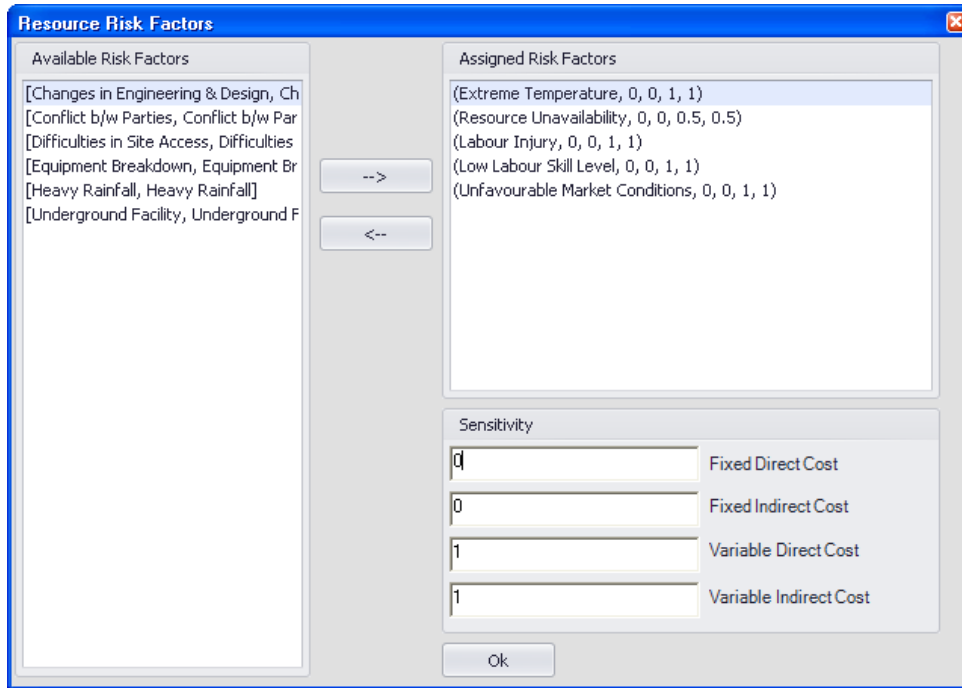 Resource Risk Factors
Available Risk Factors
[Changes in Engineering & Design, Ch
[Conflict b/w Parties, Conflict b/w Par
[Difficulties in Site Access, Difficulties
[Equipment Breakdown, Equipment Br
[Heavy Rainfall, Heavy Rainfall]
[Underground Facility, Underground F
-->
<--
Assigned Risk Factors
(Extreme Temperature, 0, 0, 1, 1)
(Resource Unavailability, 0, 0, 0.5, 0.5)
(Labour Injury, 0, 0, 1, 1)
(Low Labour Skill Level, 0, 0, 1, 1)
(Unfavourable Market Conditions, 0, 0, 1, 1)
Sensitivity
0 Fixed Direct Cost
0 Fixed Indirect Cost
1 Variable Direct Cost
1 Variable Indirect Cost
Ok